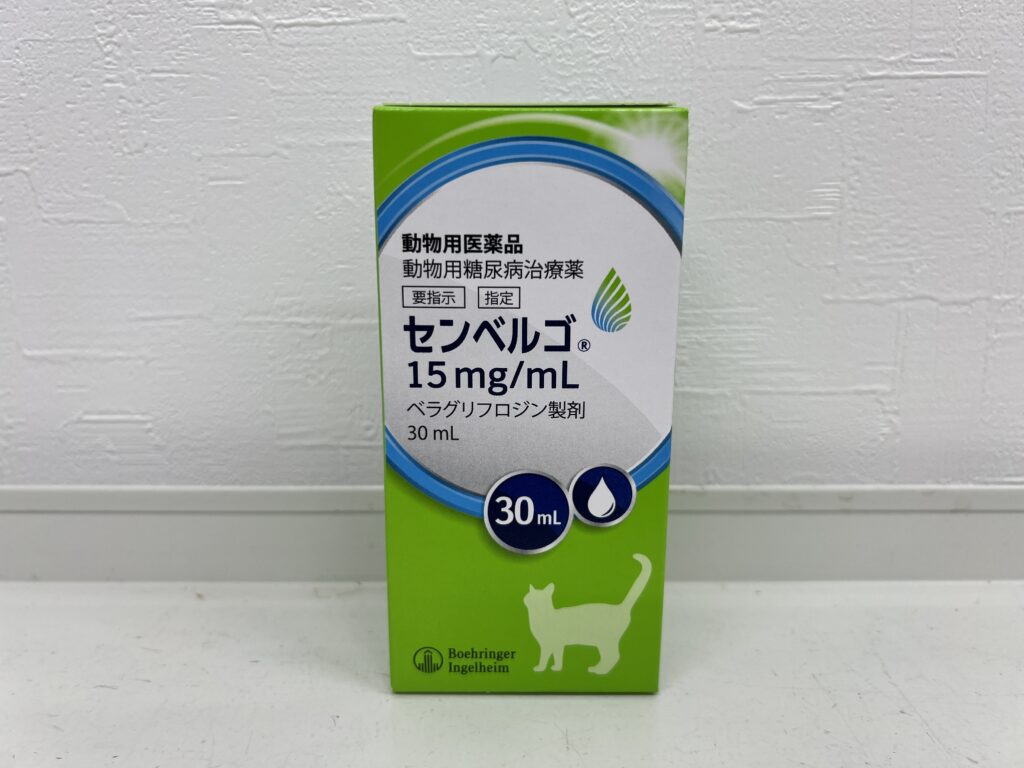 動物用医薬品
動物用糖尿病治療薬
要指示 指定
センベルゴ®
15 mg/mL
ベラグリフロジン製剤
30 mL
30 mL
Boehringer
Ingelheim